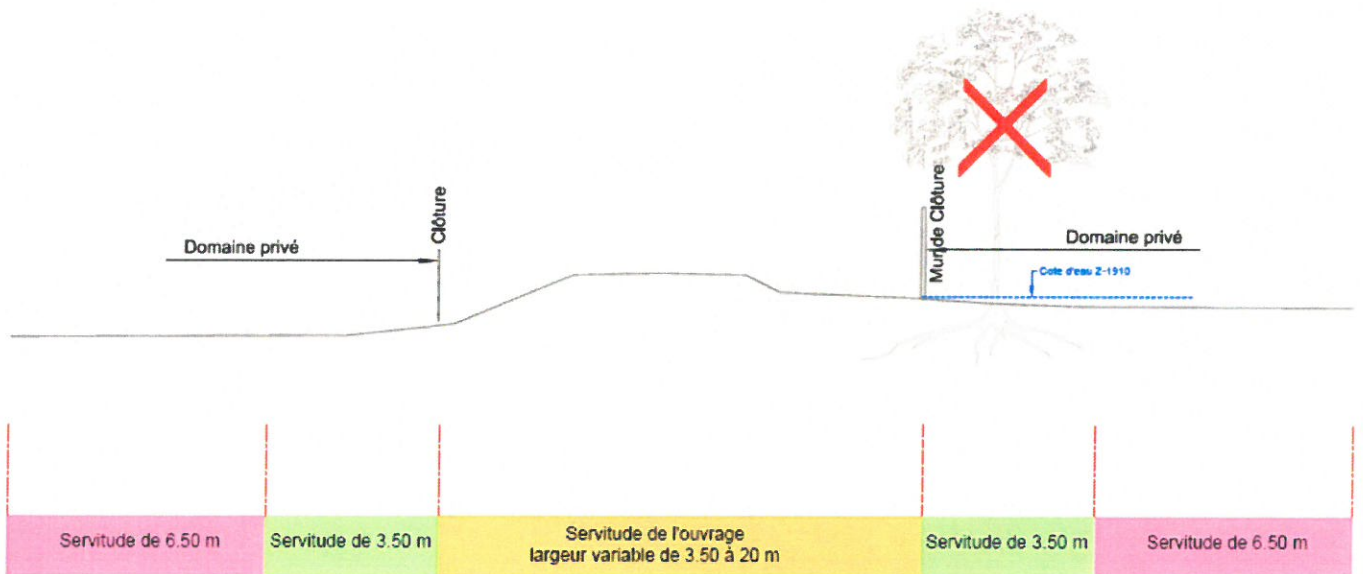 Clôture
Mur de Clôture
Domaine privé
Domaine privé
Cote d'eau Z-1910
Servitude de 6.50 m
Servitude de 3.50 m
Servitude de l'ouvrage
largeur variable de 3.50 à 20 m
Servitude de 3.50 m
Servitude de 6.50 m